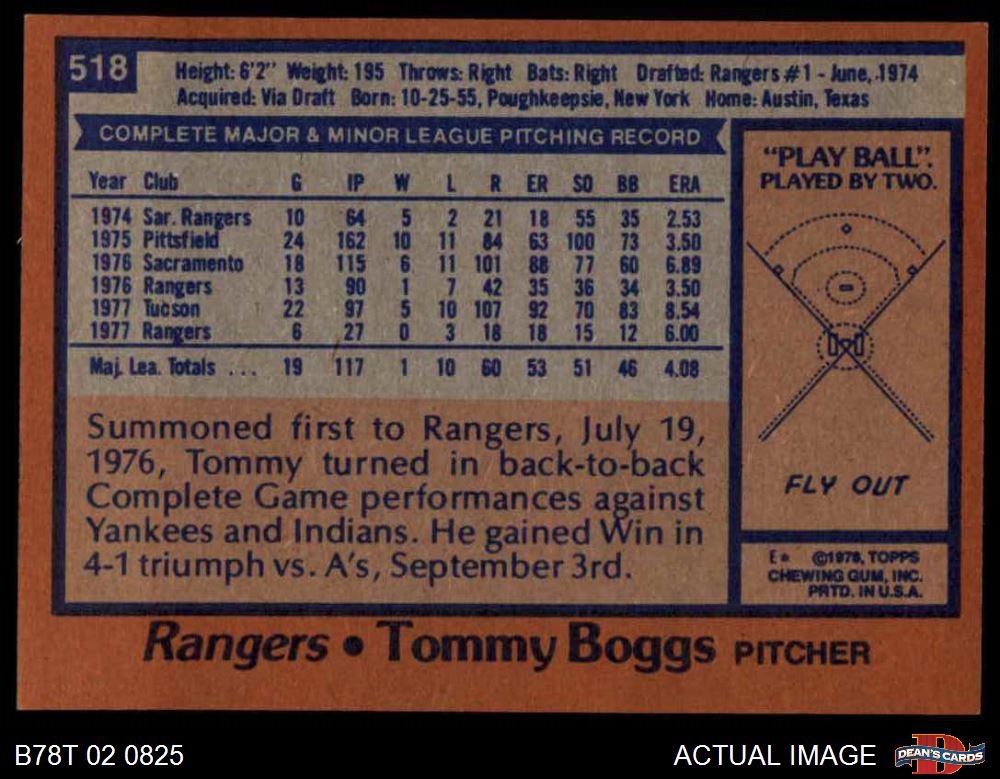 518
Height: 6'2" Weight: 195 Throws: Right Bats: Right Drafted: Rangers #1 - June, 1974
Acquired: Via Draft Born: 10-25-55, Poughkeepsie, New York Home: Austin, Texas
COMPLETE MAJOR & MINOR LEAGUE PITCHING RECORD
Year Club G IP W L R ER SO BB ERA
1974 Sar. Rangers 10 64 5 2 21 18 55 35 2.53
1975 Pittsfield 24 162 10 11 84 63 100 73 3.50
1976 Sacramento 18 115 6 11 101 88 77 60 6.89
1976 Rangers 13 90 1 7 42 35 36 34 3.50
1977 Tucson 22 97 5 10 107 92 70 83 8.54
1977 Rangers 6 27 0 3 18 18 15 12 6.00
Maj. Lea. Totals ... 19 117 1 10 60 53 51 46 4.08
Summoned first to Rangers, July 19,
1976, Tommy turned in back-to-back
Complete Game performances against
Yankees and Indians. He gained Win in
4-1 triumph vs. A's, September 3rd.
"PLAY BALL".
PLAYED BY TWO.
FLY OUT
E* ©1978, TOPPS
CHEWING GUM, INC.
PRTD. IN U.S.A.
Rangers • Tommy Boggs PITCHER
B78T 02 0825
ACTUAL IMAGE
DEAN'S CARDS